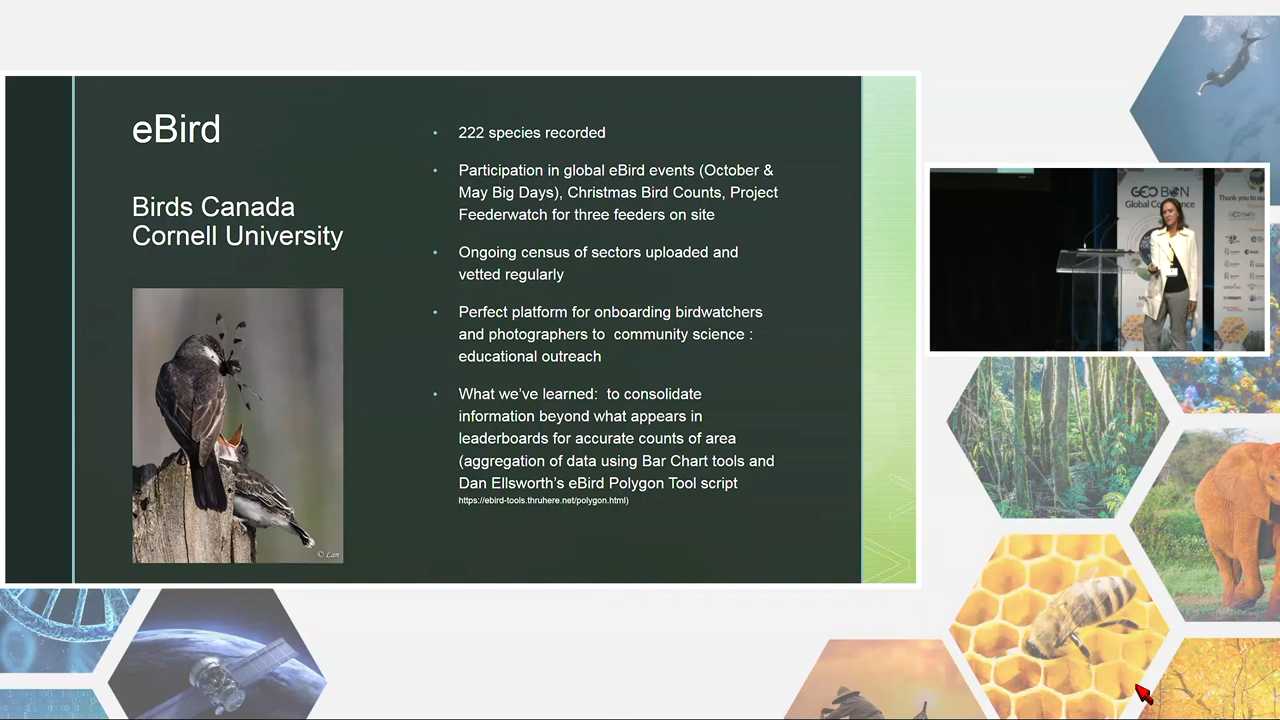 eBird
Birds Canada
Cornell University
© Lan
• 222 species recorded
• Participation in global eBird events (October &
May Big Days), Christmas Bird Counts, Project
Feederwatch for three feeders on site
• Ongoing census of sectors uploaded and
vetted regularly
• Perfect platform for onboarding birdwatchers
and photographers to community science :
educational outreach
• What we’ve learned: to consolidate
information beyond what appears in
leaderboards for accurate counts of area
(aggregation of data using Bar Chart tools and
Dan Ellsworth’s eBird Polygon Tool script
https://ebird-tools.thruhere.net/polygon.html)
GEO BON
Global Conference
Thank you to
GEO BON